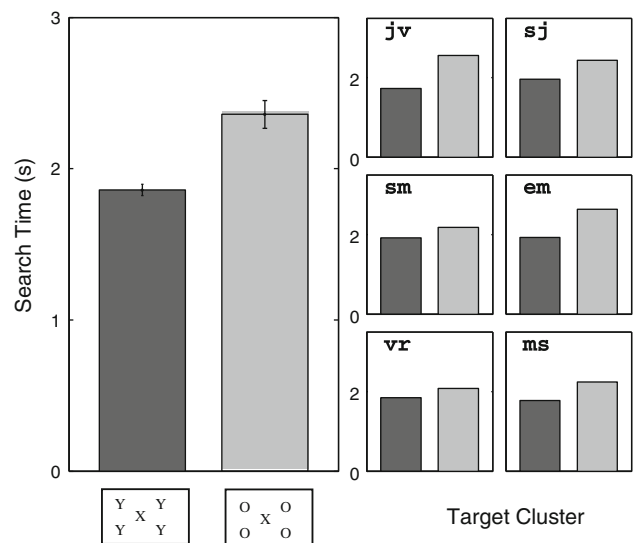 Search Time (s)
3
2
1
0
Y Y
X
Y Y
O O
X
O O
jv
2
0
sj
sm
2
0
em
vr
2
0
ms
Target Cluster